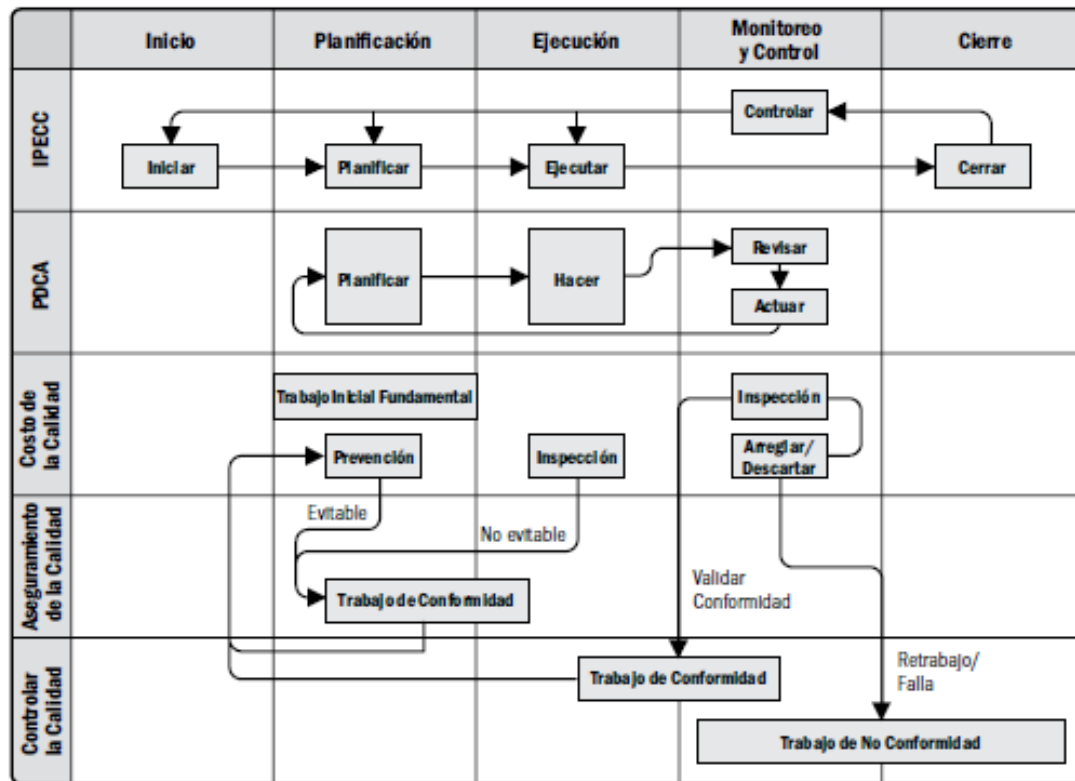 Inicio
Planificación
Ejecución
Monitoreo
y Control
Cierre
IPECC
Controlar
Iniciar
Planificar
Ejecutar
Cerrar
PDCA
Planificar
Hacer
Revisar
Actuar
Costo de
la Calidad
Trabajo Inicial Fundamental
Inspección
Prevención
Inspección
Arreglar/
Descartar
Aseguramiento
de la Calidad
Evitable
No evitable
Trabajo de Conformidad
Validar
Conformidad
Controlar
la Calidad
Trabajo de Conformidad
Retrabajo/
Falla
Trabajo de No Conformidad